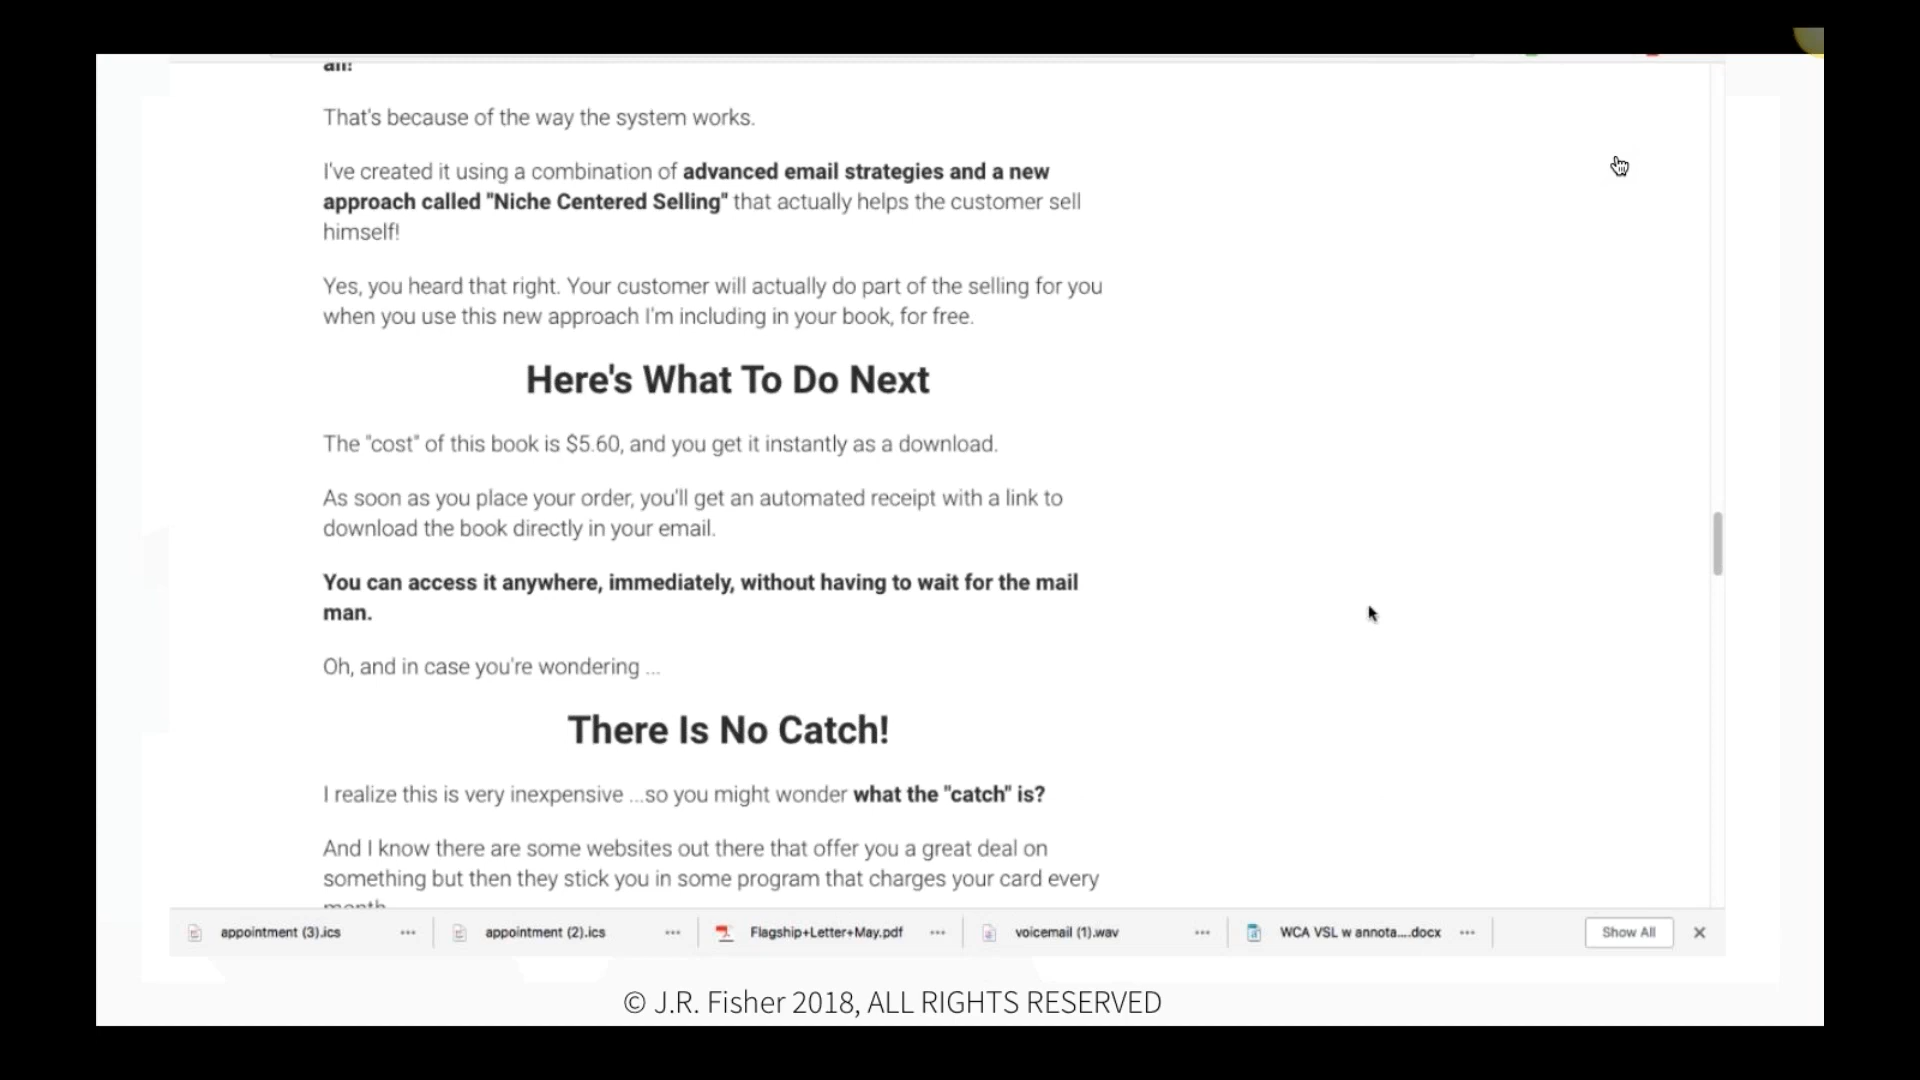 all!
That's because of the way the system works.
I've created it using a combination of advanced email strategies and a new
approach called "Niche Centered Selling" that actually helps the customer sell
himself!
Yes, you heard that right. Your customer will actually do part of the selling for you
when you use this new approach I'm including in your book, for free.
Here's What To Do Next
The "cost" of this book is $5.60, and you get it instantly as a download.
As soon as you place your order, you'll get an automated receipt with a link to
download the book directly in your email.
You can access it anywhere, immediately, without having to wait for the mail
man.
Oh, and in case you're wondering ...
There Is No Catch!
I realize this is very inexpensive ...so you might wonder what the "catch" is?
And I know there are some websites out there that offer you a great deal on
something but then they stick you in some program that charges your card every
month
appointment (3).ics
appointment (2).ics
Flagship+Letter+May.pdf
voicemail (1).wav
WCA VSL w annota....docx
Show All
© J.R. Fisher 2018, ALL RIGHTS RESERVED